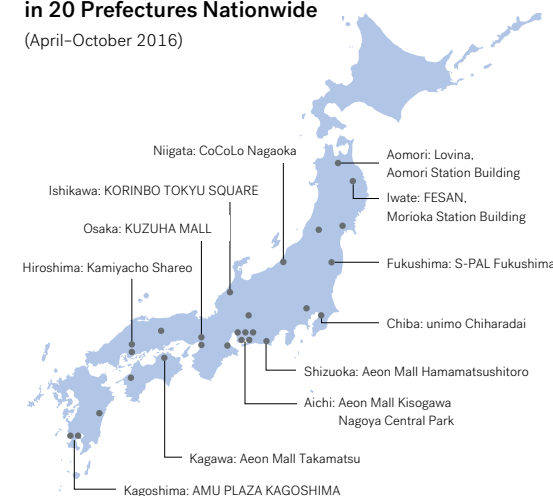 in 20 Prefectures Nationwide
(April–October 2016)
Niigata: CoCoLo Nagaoka
Aomori: Lovina,
Aomori Station Building
Ishikawa: KORINBO TOKYU SQUARE
Iwate: FESAN,
Morioka Station Building
Osaka: KUZUHA MALL
Hiroshima: Kamiyacho Shareo
Fukushima: S-PAL Fukushima
Chiba: unimo Chiharadai
Shizuoka: Aeon Mall Hamamatsushitoro
Aichi: Aeon Mall Kisogawa
Nagoya Central Park
Kagawa: Aeon Mall Takamatsu
Kagoshima: AMU PLAZA KAGOSHIMA